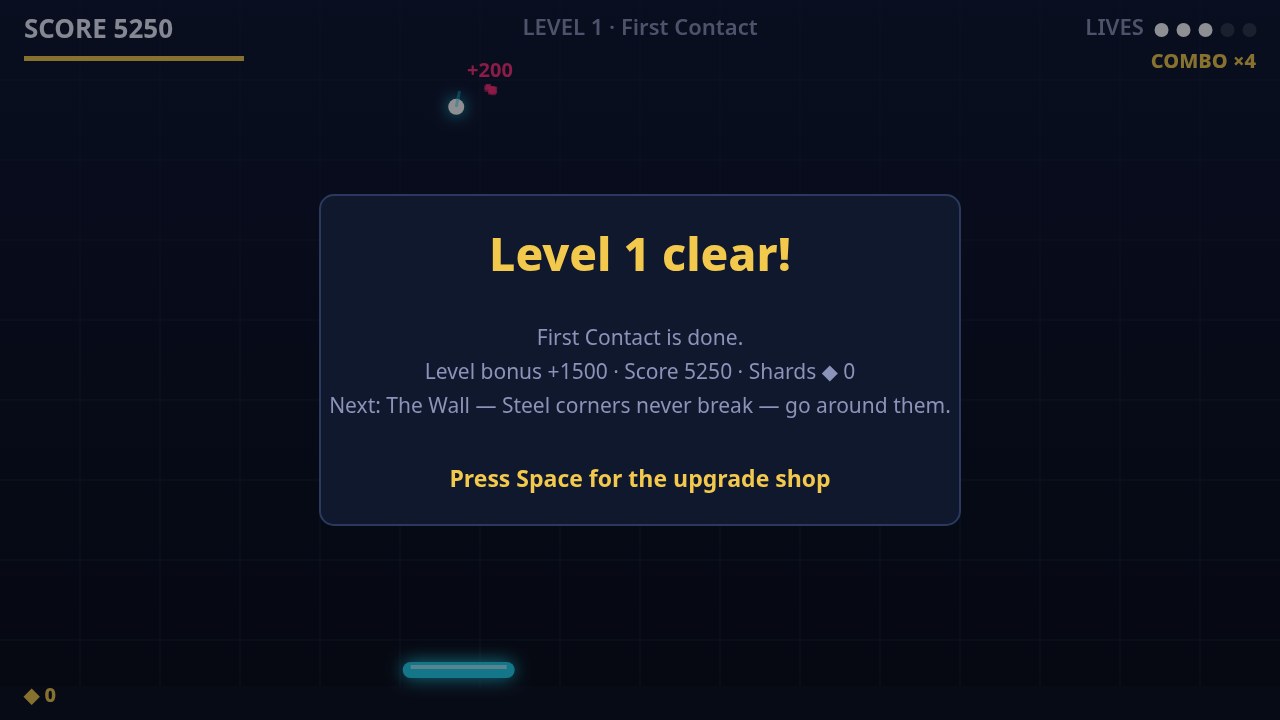 SCORE 5250
LEVEL 1 · First Contact
LIVES
COMBO ×4
+200
Level 1 clear!
First Contact is done.
Level bonus +1500 · Score 5250 · Shards ◆ 0
Next: The Wall — Steel corners never break — go around them.
Press Space for the upgrade shop
◆ 0